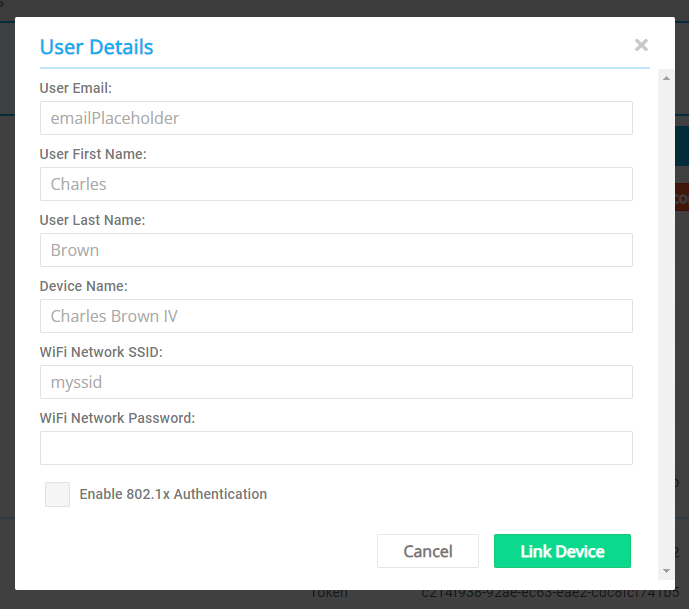 User Details
×
User Email:
emailPlaceholder
User First Name:
Charles
User Last Name:
Brown
Device Name:
Charles Brown IV
WiFi Network SSID:
myssid
WiFi Network Password:
Enable 802.1x Authentication
Cancel
Link Device
Token